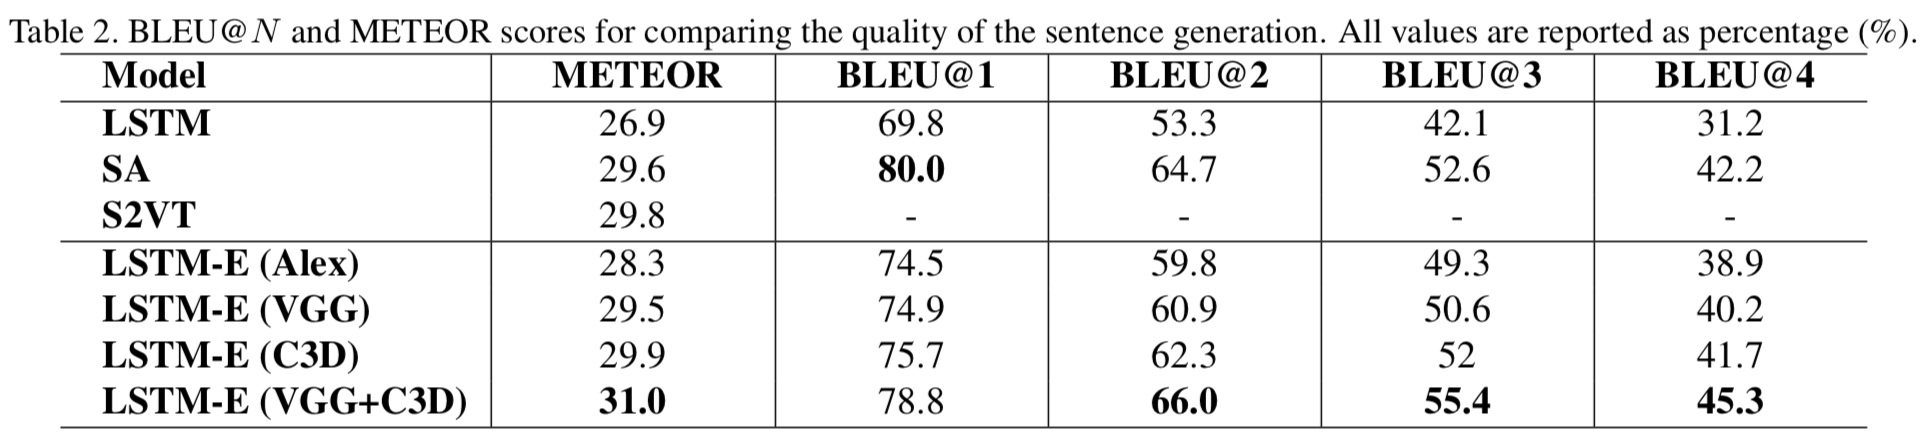 Table 2. BLEU@N and METEOR scores for comparing the quality of the sentence generation. All values are reported as percentage (%).
Model METEOR BLEU@1 BLEU@2 BLEU@3 BLEU@4
LSTM 26.9 69.8 53.3 42.1 31.2
SA 29.6 80.0 64.7 52.6 42.2
S2VT 29.8 - - - -
LSTM-E (Alex) 28.3 74.5 59.8 49.3 38.9
LSTM-E (VGG) 29.5 74.9 60.9 50.6 40.2
LSTM-E (C3D) 29.9 75.7 62.3 52 41.7
LSTM-E (VGG+C3D) 31.0 78.8 66.0 55.4 45.3